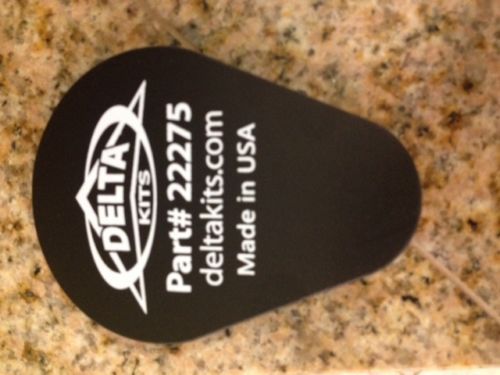 DELTA
KITS
Part# 22275
deltakits.com
Made in USA